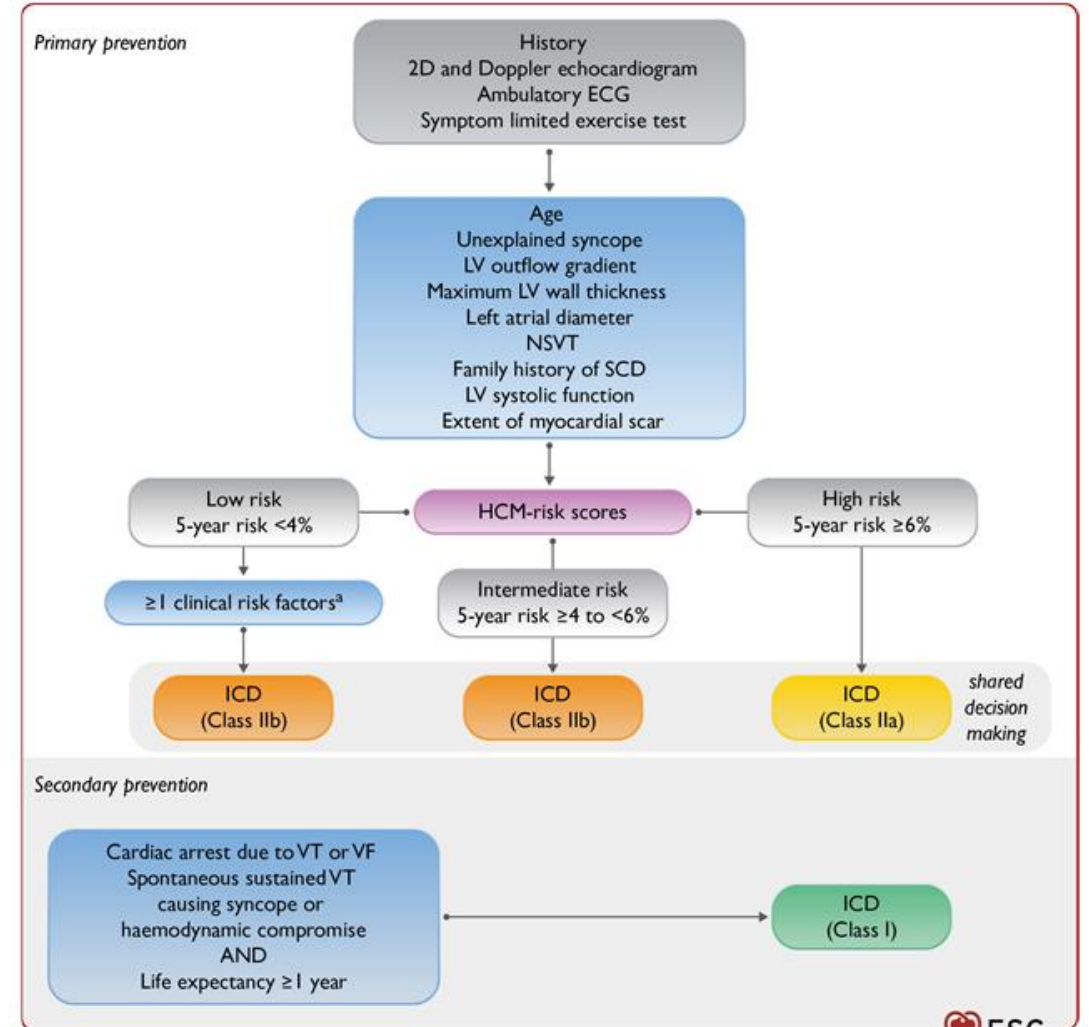 Primary prevention
History
2D and Doppler echocardiogram
Ambulatory ECG
Symptom limited exercise test
Age
Unexplained syncope
LV outflow gradient
Maximum LV wall thickness
Left atrial diameter
NSVT
Family history of SCD
LV systolic function
Extent of myocardial scar
Low risk
5-year risk <4%
HCM-risk scores
High risk
5-year risk ≥6%
≥1 clinical risk factorsᵃ
Intermediate risk
5-year risk ≥4 to <6%
ICD
(Class IIb)
ICD
(Class IIb)
ICD
(Class IIa)
shared
decision
making
Secondary prevention
Cardiac arrest due to VT or VF
Spontaneous sustained VT
causing syncope or
haemodynamic compromise
AND
Life expectancy ≥1 year
ICD
(Class I)
ESC